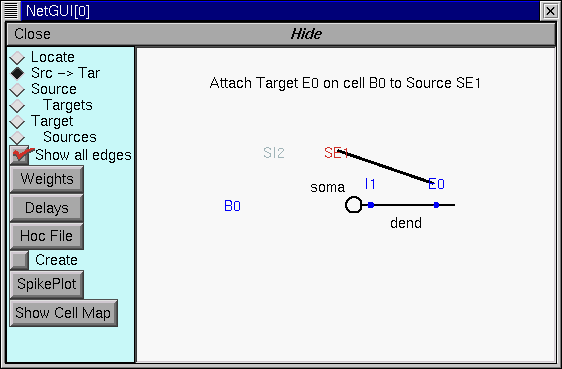 NetGUI[0]
Close
Hide
Locate
Src -> Tar
Source
Targets
Target
Sources
Show all edges
Weights
Delays
Hoc File
Create
SpikePlot
Show Cell Map
Attach Target E0 on cell B0 to Source SE1
SI2 SE1
I1 E0
soma
B0
dend